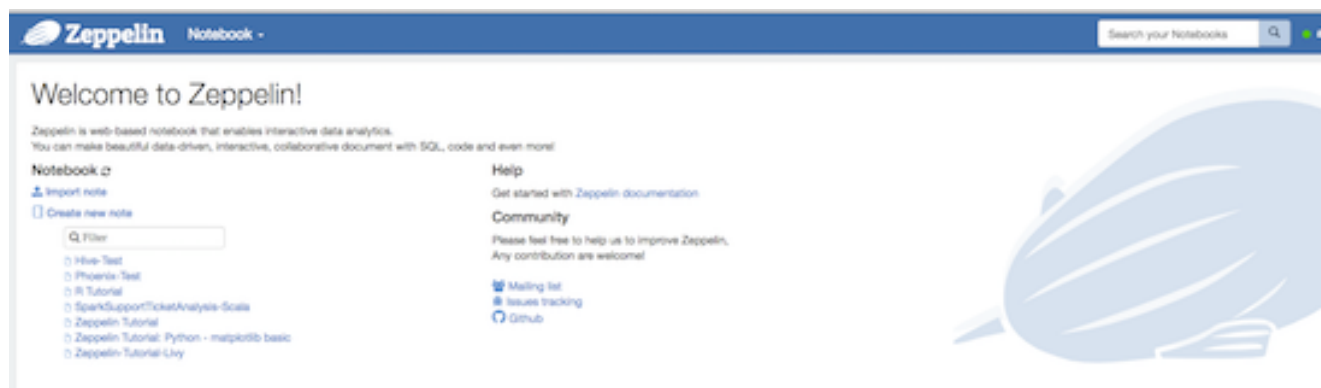 Zeppelin Notebook
Search your Notebooks
Welcome to Zeppelin!
Zeppelin is web-based notebook that enables interactive data analytics.
You can make beautiful data-driven, interactive, collaborative document with SQL, code and even more!
Notebook
Import note
Create new note
Filter
Hive-Test
Phoenix-Test
R Tutorial
SparkSupportTicketAnalysis-Scala
Zeppelin Tutorial
Zeppelin Tutorial: Python - matplotlib basic
Zeppelin-Tutorial-Livy
Help
Get started with Zeppelin documentation
Community
Please feel free to help us to improve Zeppelin,
Any contribution are welcome!
Mailing list
Issues tracking
Github